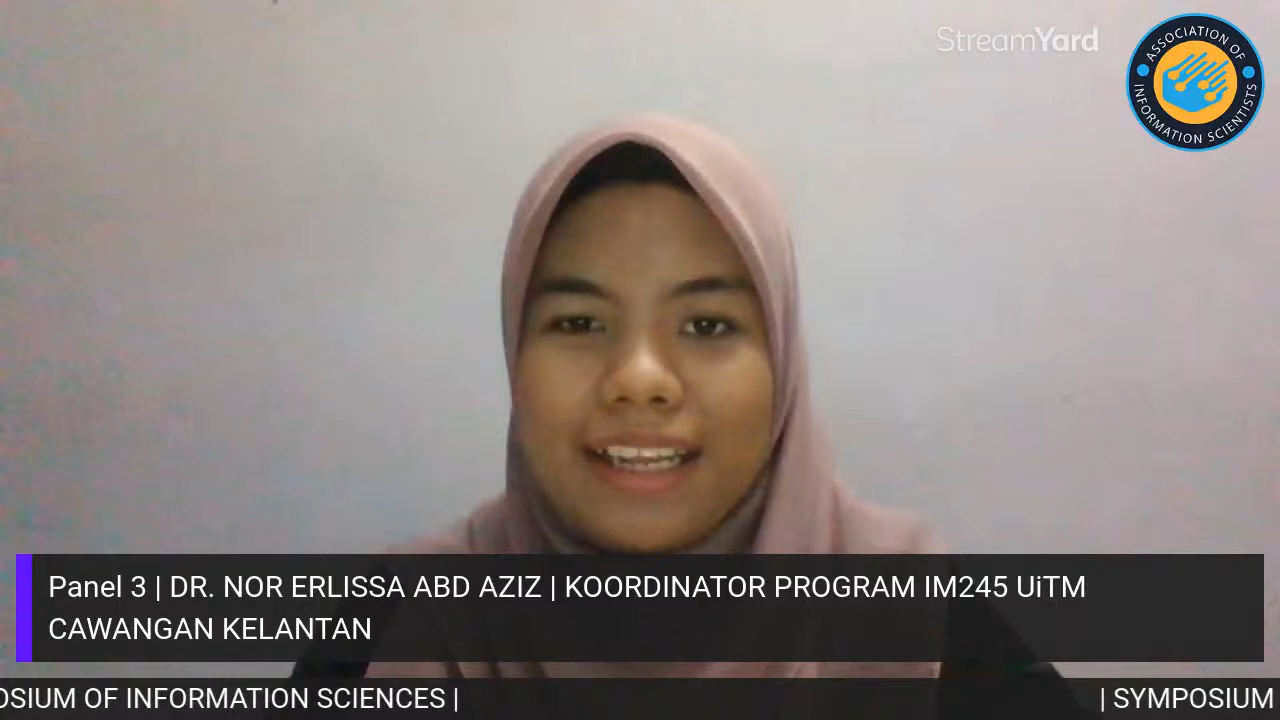 StreamYard
ASSOCIATION OF
INFORMATION SCIENTISTS
Panel 3 | DR. NOR ERLISSA ABD AZIZ | KOORDINATOR PROGRAM IM245 UiTM
CAWANGAN KELANTAN
OSIUM OF INFORMATION SCIENCES | | SYMPOSIUM